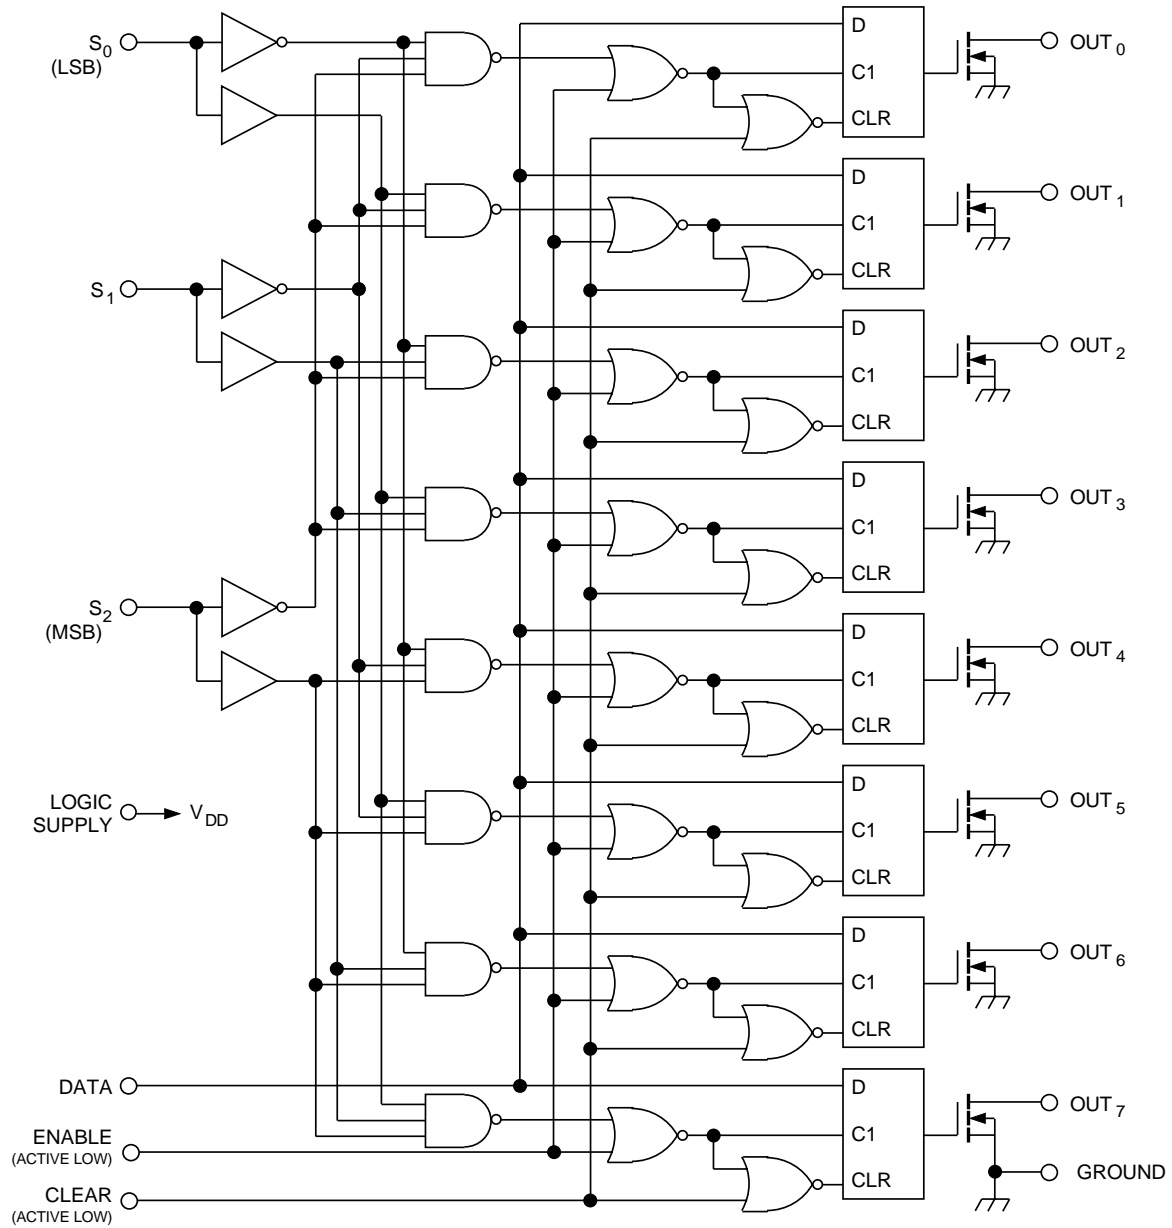 S0
(LSB)
D
C1
CLR
OUT0
D
C1
CLR
OUT1
S1
D
C1
CLR
OUT2
D
C1
CLR
OUT3
S2
(MSB)
D
C1
CLR
OUT4
LOGIC
SUPPLY
VDD
D
C1
CLR
OUT5
D
C1
CLR
OUT6
DATA
D
C1
CLR
OUT7
ENABLE
(ACTIVE LOW)
GROUND
CLEAR
(ACTIVE LOW)